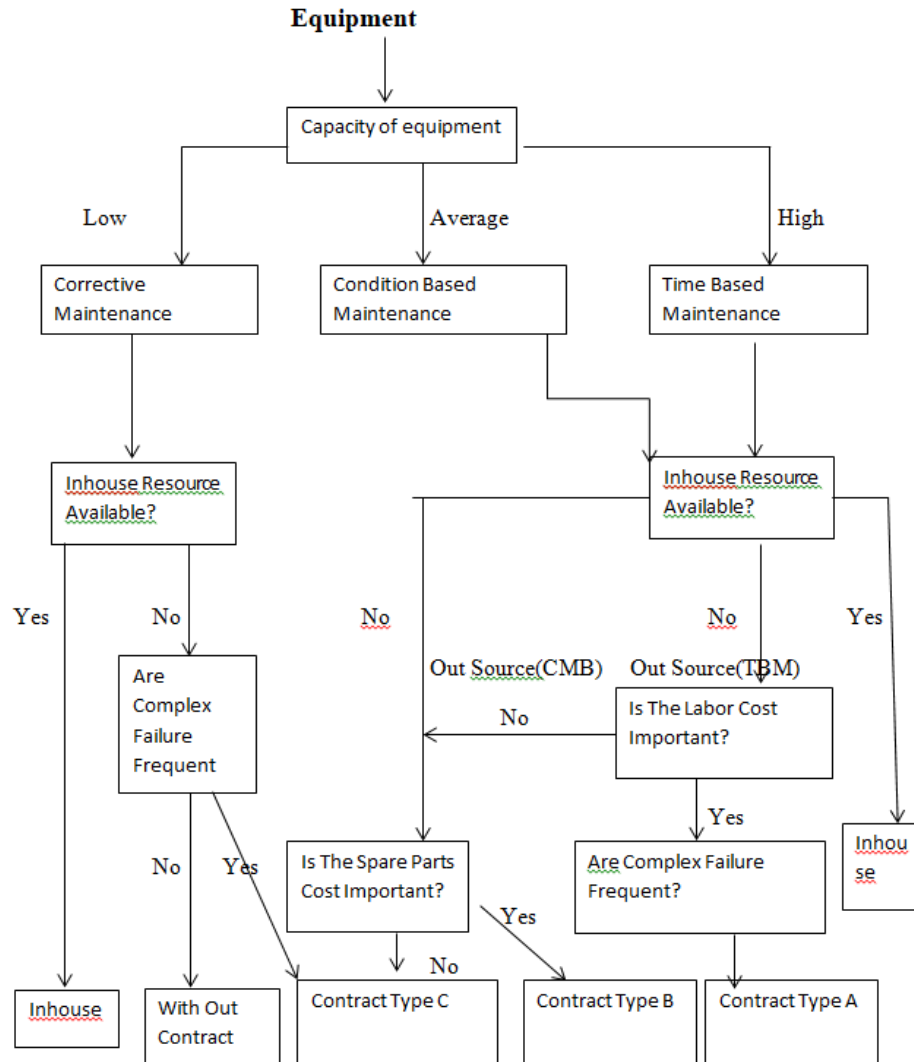 Equipment
Capacity of equipment
Low
Average
High
Corrective
Maintenance
Condition Based
Maintenance
Time Based
Maintenance
Inhouse Resource
Available?
Inhouse Resource
Available?
Yes
No
No
No
Yes
Out Source(CMB)
Out Source(TBM)
Are
Complex
Failure
Frequent
No
Is The Labor Cost
Important?
Yes
No
Yes
Is The Spare Parts
Cost Important?
Are Complex Failure
Frequent?
Inhou
se
Yes
No
Inhouse
With Out
Contract
Contract Type C
Contract Type B
Contract Type A